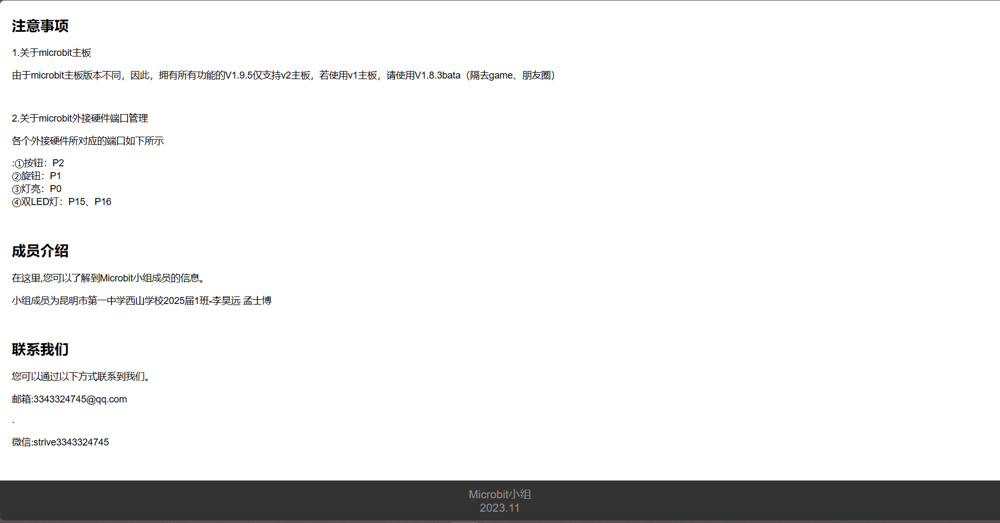 注意事项
1.关于microbit主板
由于microbit主板版本不同，因此，拥有所有功能的V1.9.5仅支持v2主板，若使用v1主板，请使用V1.8.3bata（隔去game、朋友圈）
2.关于microbit外接硬件端口管理
各个外接硬件所对应的端口如下所示
:①按钮：P2
②旋钮：P1
③灯亮：P0
④双LED灯：P15、P16
成员介绍
在这里,您可以了解到Microbit小组成员的信息。
小组成员为昆明市第一中学西山学校2025届1班-李昊远 孟士博
联系我们
您可以通过以下方式联系到我们。
邮箱:3343324745@qq.com
.
微信:strive3343324745
Microbit小组
2023.11